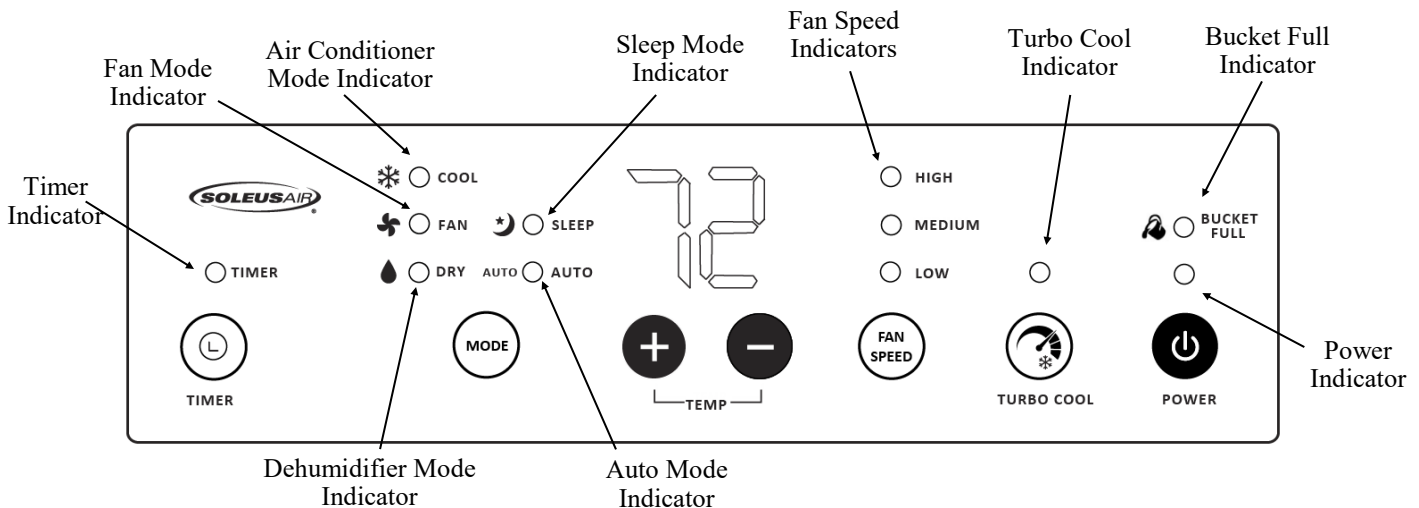 Fan Mode
Indicator
Air Conditioner
Mode Indicator
Sleep Mode
Indicator
Fan Speed
Indicators
Turbo Cool
Indicator
Bucket Full
Indicator
Timer
Indicator
SOLEUSAIR®
TIMER
COOL
FAN
SLEEP
DRY
AUTO AUTO
72
HIGH
MEDIUM
LOW
BUCKET
FULL
TIMER
MODE
+ −
TEMP
FAN
SPEED
TURBO COOL
POWER
Power
Indicator
Dehumidifier Mode
Indicator
Auto Mode
Indicator